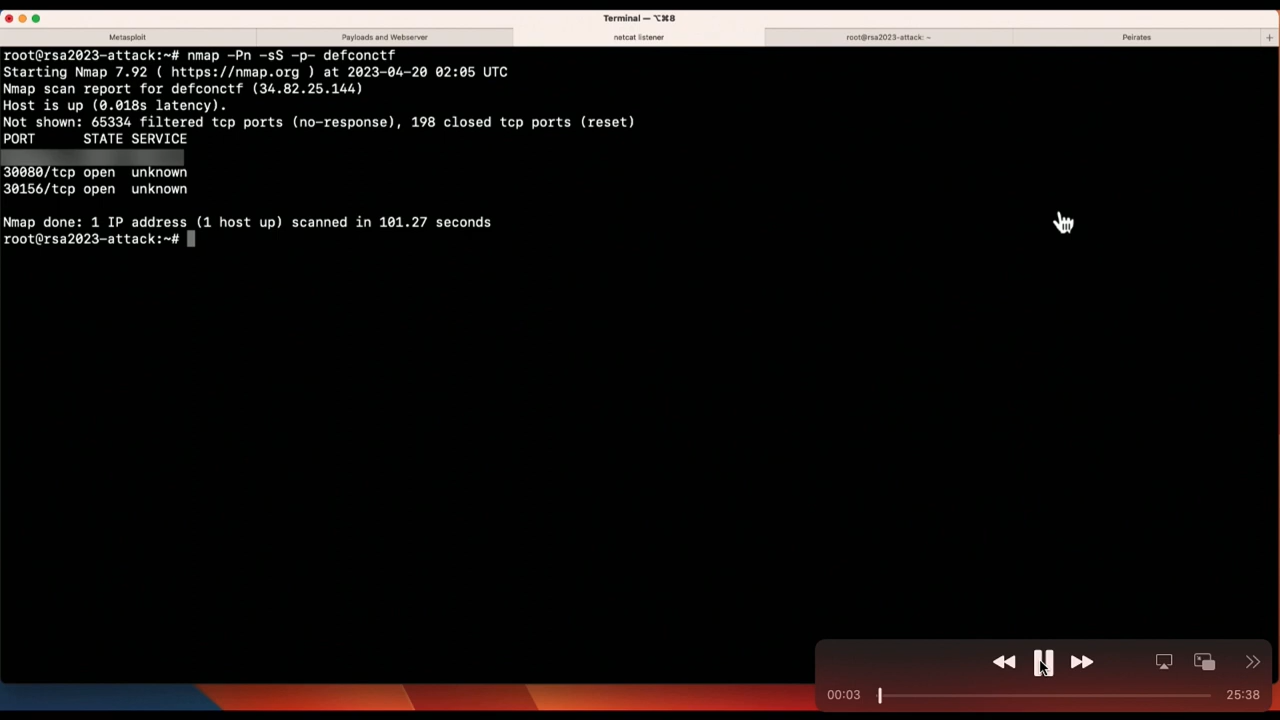 Terminal — ⌥⌘8
Metasploit
Payloads and Webserver
netcat listener
root@rsa2023-attack: ~
Peirates
+
root@rsa2023-attack:~# nmap -Pn -sS -p- defconctf
Starting Nmap 7.92 ( https://nmap.org ) at 2023-04-20 02:05 UTC
Nmap scan report for defconctf (34.82.25.144)
Host is up (0.018s latency).
Not shown: 65334 filtered tcp ports (no-response), 198 closed tcp ports (reset)
PORT      STATE SERVICE
30080/tcp open  unknown
30156/tcp open  unknown
Nmap done: 1 IP address (1 host up) scanned in 101.27 seconds
root@rsa2023-attack:~#
00:03
25:38